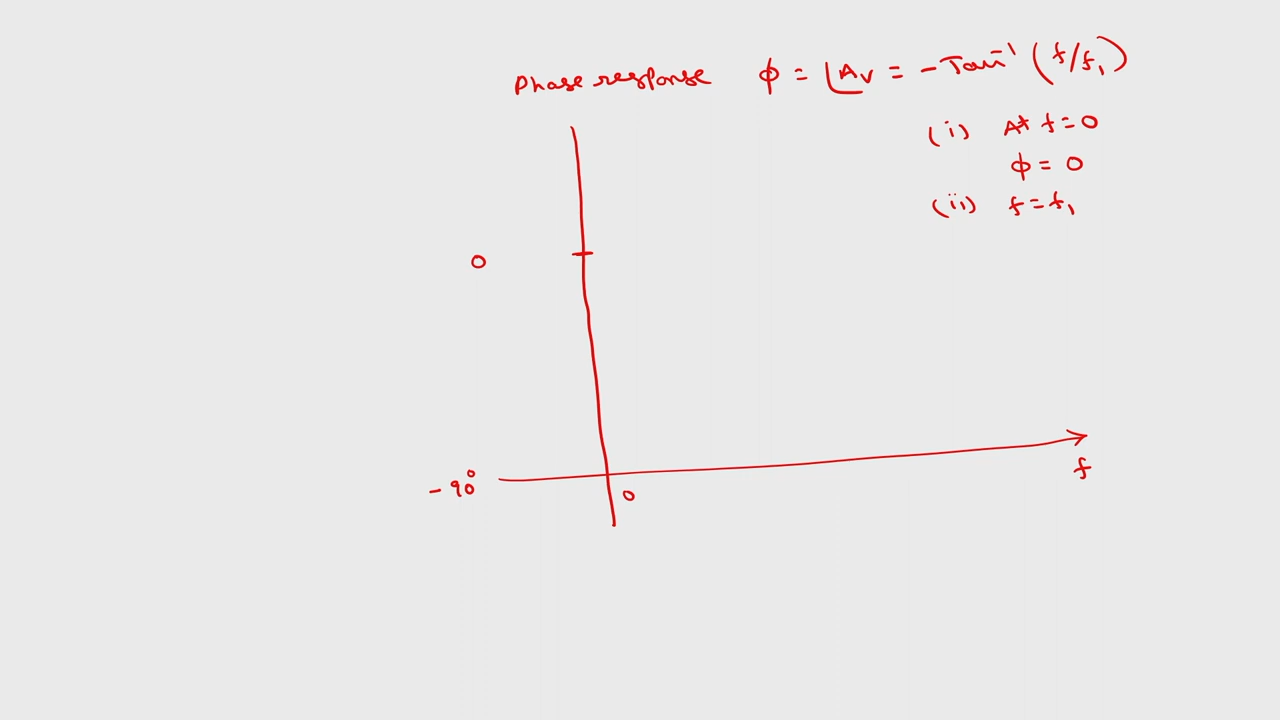 Phase response ϕ = ∠Av = -Tan⁻¹ (f/f₁)
(i) At f=0
ϕ = 0
(ii) f=f₁
0
-90°
0
f